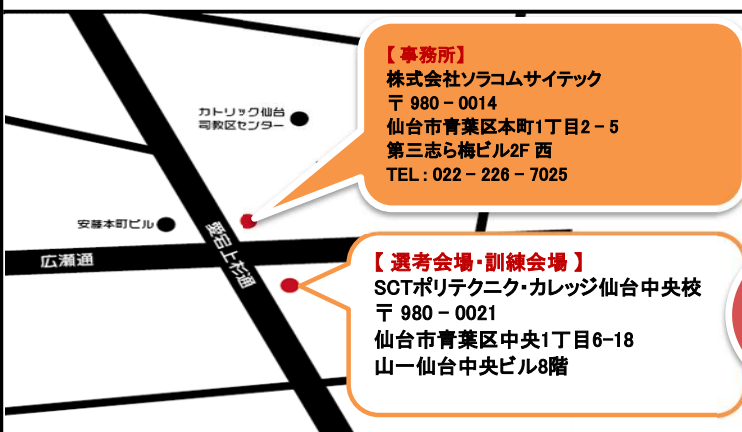 【 事務所】
株式会社ソラコムサイテック
〒 980 − 0014
仙台市青葉区本町1丁目2 − 5
第三志ら梅ビル2F 西
TEL : 022 − 226 − 7025
カトリック仙台
司教区センター
安藤本町ビル
愛宕上杉通
広瀬通
【 選考会場・訓練会場 】
SCTポリテクニク・カレッジ仙台中央校
〒 980 − 0021
仙台市青葉区中央1丁目6−18
山一仙台中央ビル8階